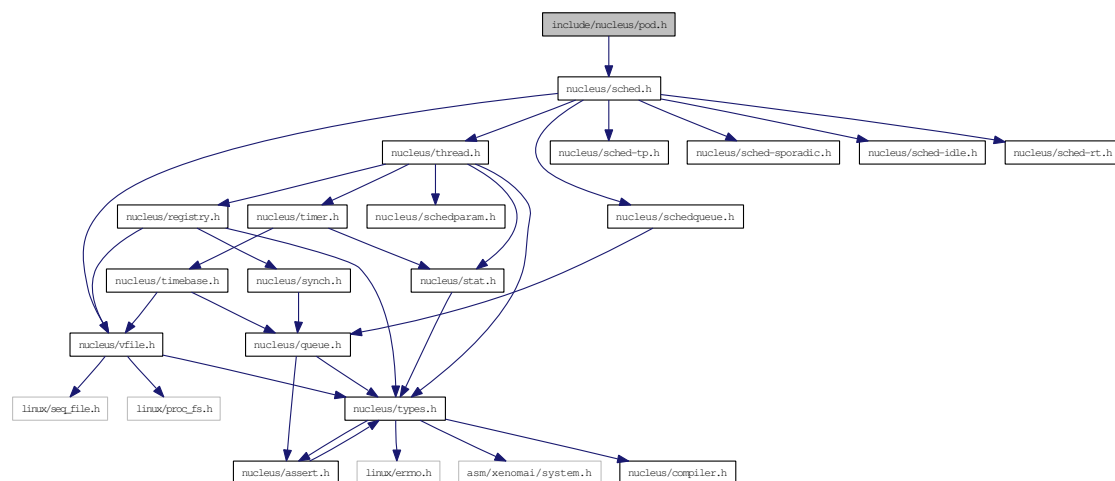 include/nucleus/pod.h
nucleus/sched.h
nucleus/thread.h
nucleus/sched-tp.h
nucleus/sched-sporadic.h
nucleus/sched-idle.h
nucleus/sched-rt.h
nucleus/registry.h
nucleus/timer.h
nucleus/schedparam.h
nucleus/schedqueue.h
nucleus/timebase.h
nucleus/synch.h
nucleus/stat.h
nucleus/vfile.h
nucleus/queue.h
linux/seq_file.h
linux/proc_fs.h
nucleus/types.h
nucleus/assert.h
linux/errno.h
asm/xenomai/system.h
nucleus/compiler.h